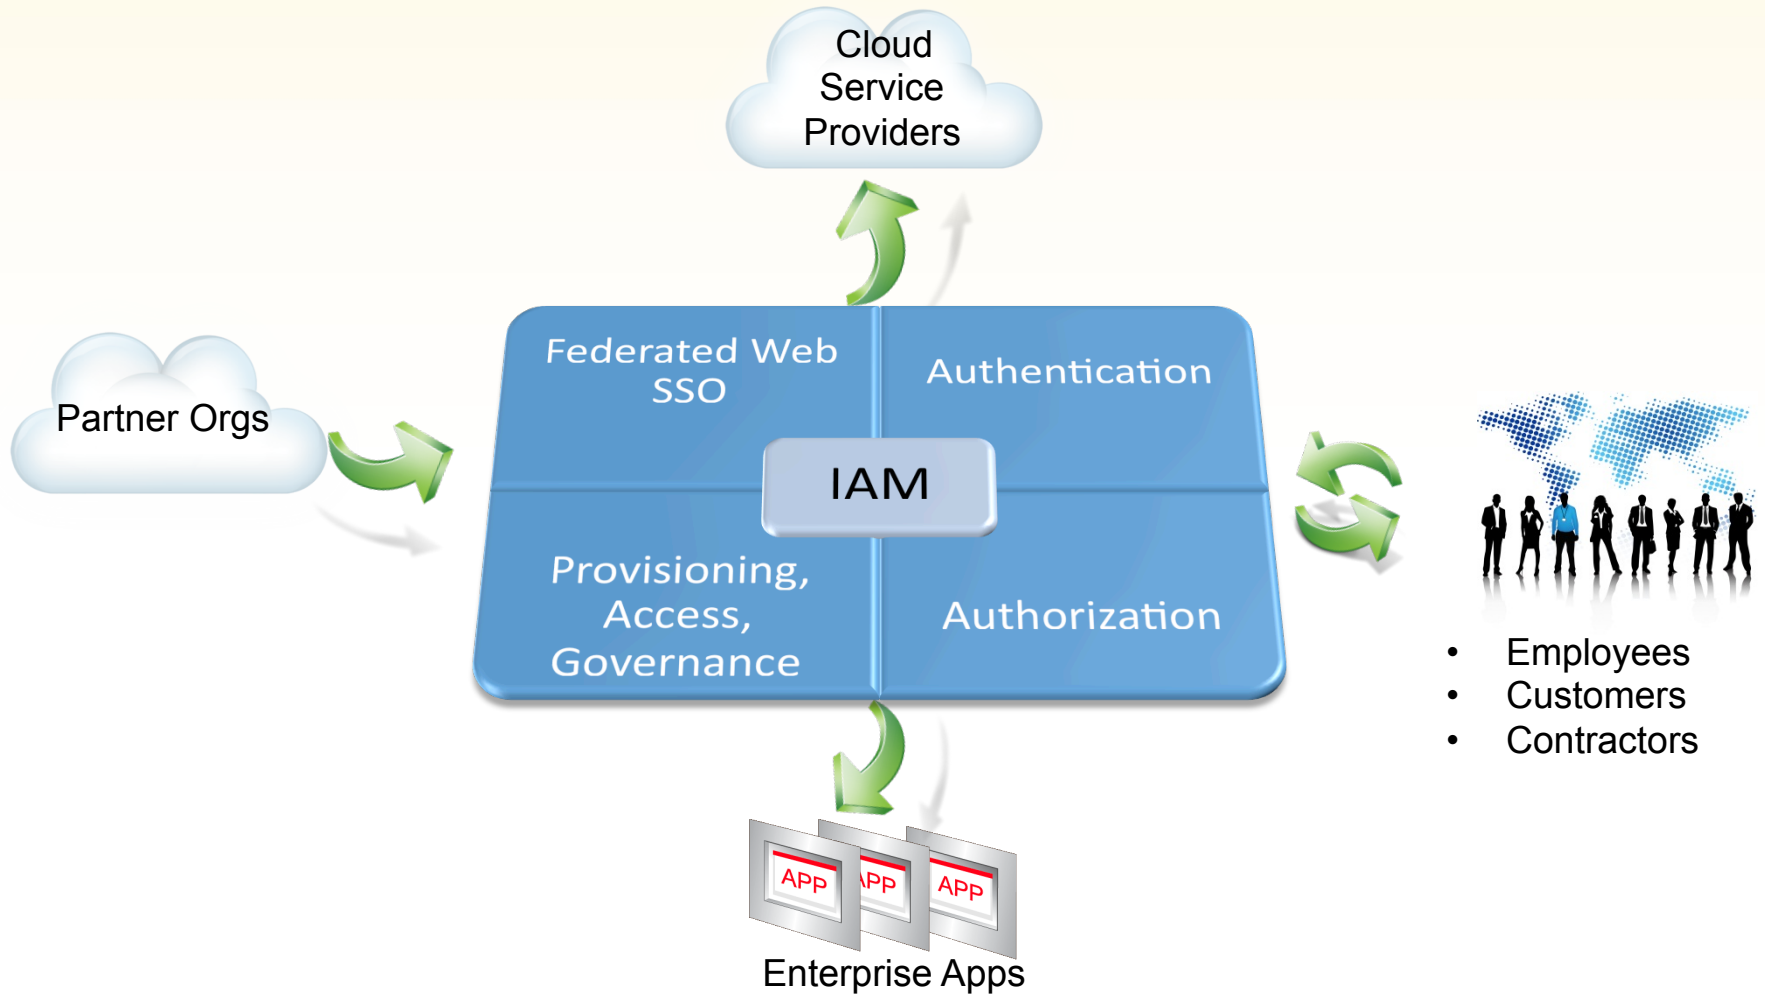 Cloud
Service
Providers
Federated Web
SSO
Authentication
Partner Orgs
IAM
Provisioning,
Access,
Governance
Authorization
• Employees
• Customers
• Contractors
APP
APP
APP
Enterprise Apps